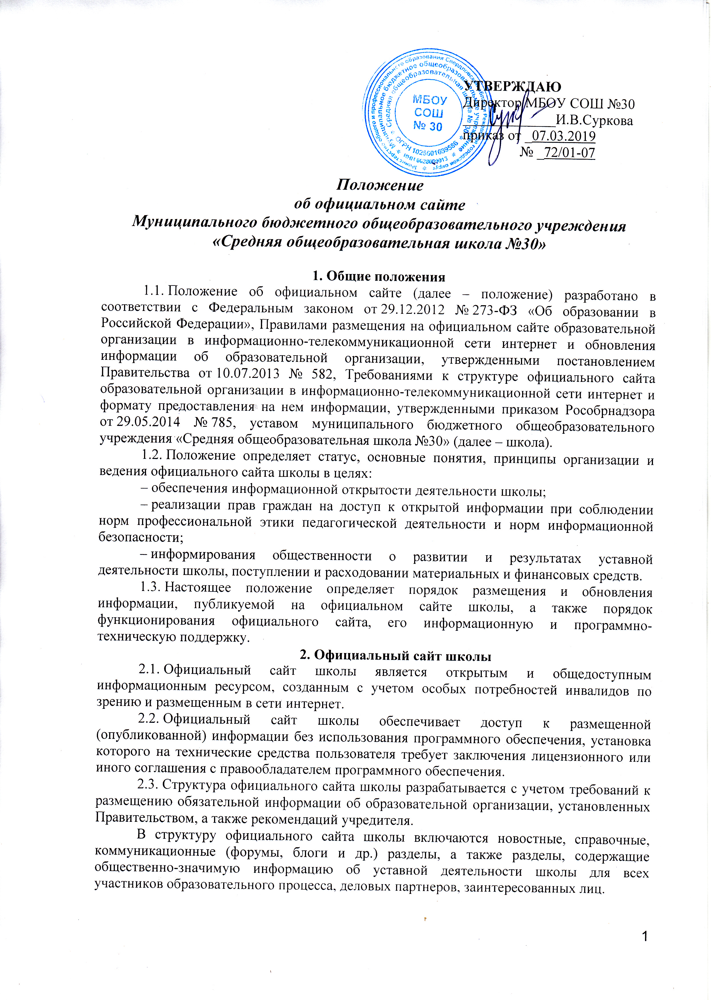 МБОУ
СОШ
№ 30
УТВЕРЖДАЮ
Директор МБОУ СОШ №30
_____________И.В.Суркова
приказ от _07.03.2019
№ _72/01-07
Положение
об официальном сайте
Муниципального бюджетного общеобразовательного учреждения
«Средняя общеобразовательная школа №30»
1. Общие положения
1.1. Положение об официальном сайте (далее – положение) разработано в
соответствии с Федеральным законом от 29.12.2012 № 273-ФЗ «Об образовании в
Российской Федерации», Правилами размещения на официальном сайте образовательной
организации в информационно-телекоммуникационной сети интернет и обновления
информации об образовательной организации, утвержденными постановлением
Правительства от 10.07.2013 № 582, Требованиями к структуре официального сайта
образовательной организации в информационно-телекоммуникационной сети интернет и
формату предоставления на нем информации, утвержденными приказом Рособрнадзора
от 29.05.2014 № 785, уставом муниципального бюджетного общеобразовательного
учреждения «Средняя общеобразовательная школа №30» (далее – школа).
1.2. Положение определяет статус, основные понятия, принципы организации и
ведения официального сайта школы в целях:
– обеспечения информационной открытости деятельности школы;
– реализации прав граждан на доступ к открытой информации при соблюдении
норм профессиональной этики педагогической деятельности и норм информационной
безопасности;
– информирования общественности о развитии и результатах уставной
деятельности школы, поступлении и расходовании материальных и финансовых средств.
1.3. Настоящее положение определяет порядок размещения и обновления
информации, публикуемой на официальном сайте школы, а также порядок
функционирования официального сайта, его информационную и программно-
техническую поддержку.
2. Официальный сайт школы
2.1. Официальный сайт школы является открытым и общедоступным
информационным ресурсом, созданным с учетом особых потребностей инвалидов по
зрению и размещенным в сети интернет.
2.2. Официальный сайт школы обеспечивает доступ к размещенной
(опубликованной) информации без использования программного обеспечения, установка
которого на технические средства пользователя требует заключения лицензионного или
иного соглашения с правообладателем программного обеспечения.
2.3. Структура официального сайта школы разрабатывается с учетом требований к
размещению обязательной информации об образовательной организации, установленных
Правительством, а также рекомендаций учредителя.
В структуру официального сайта школы включаются новостные, справочные,
коммуникационные (форумы, блоги и др.) разделы, а также разделы, содержащие
общественно-значимую информацию об уставной деятельности школы для всех
участников образовательного процесса, деловых партнеров, заинтересованных лиц.
1